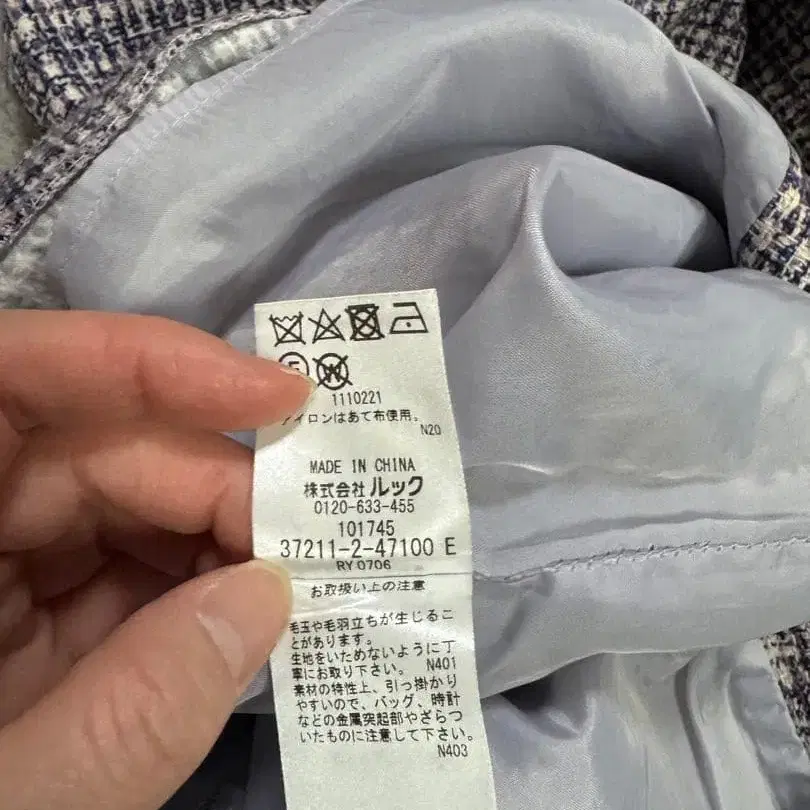 W
1110221
アイロンはあて布使用。
N20
MADE IN CHINA
株式会社 ルック
0120-633-455
101745
37211-2-47100 E
RY 0706
お取扱い上の注意
毛玉や毛羽立ちが生じるこ
とがあります。
生地をいためないように丁
寧にお取り下さい。 N401
素材の特性上、引っ掛かり
やすいので、バッグ、時計
などの金属突起部やざらつ
いたものに注意して下さい。
N403